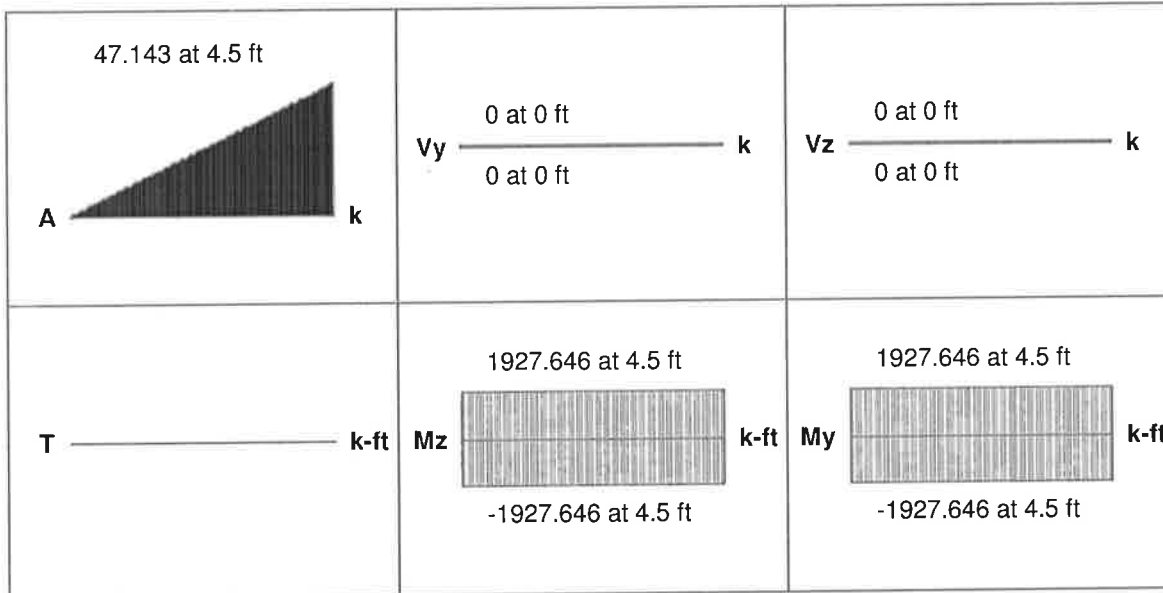 47.143 at 4.5 ft
A k
0 at 0 ft
Vy k
0 at 0 ft
0 at 0 ft
Vz k
0 at 0 ft
T k-ft
1927.646 at 4.5 ft
Mz k-ft
-1927.646 at 4.5 ft
1927.646 at 4.5 ft
My k-ft
-1927.646 at 4.5 ft